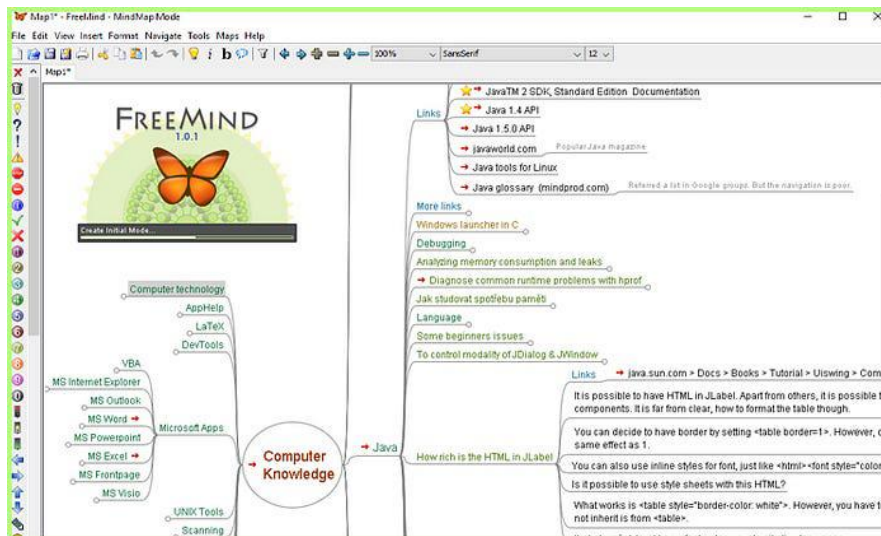 Map1* - FreeMind - MindMap Mode
File Edit View Insert Format Navigate Tools Maps Help
100%
SansSerif
12
Map1*
FREEMIND
1.0.1
Create Initial Mode...
Links
JavaTM 2 SDK, Standard Edition Documentation
Java 1.4 API
Java 1.5.0 API
javaworld.com
Popular Java magazine
Java tools for Linux
Java glossary (mindprod.com)
Referred a lot in Google groups. But the navigation is poor.
More links
Windows launcher in C
Debugging
Analyzing memory consumption and leaks
Diagnose common runtime problems with hprof
Jak studovat spotřebu paměti
Language
Some beginners issues
To control modality of JDialog & JWindow
Computer technology
AppHelp
LaTeX
DevTools
VBA
MS Internet Explorer
MS Outlook
MS Word
MS Powerpoint
MS Excel
MS Frontpage
MS Visio
Microsoft Apps
UNIX Tools
Scanning
Computer
Knowledge
Java
How rich is the HTML in JLabel
Links
java.sun.com > Docs > Books > Tutorial > Uiswing > Com
It is possible to have HTML in JLabel. Apart from others, it is possible t
components. It is far from clear, how to format the table though.
You can decide to have border by setting <table border=1>. However, c
same effect as 1.
You can also use inline styles for font, just like <html><font style="color
Is it possible to use style sheets with this HTML?
What works is <table style="border-color: white">. However, you have t
not inherit is from <table>.